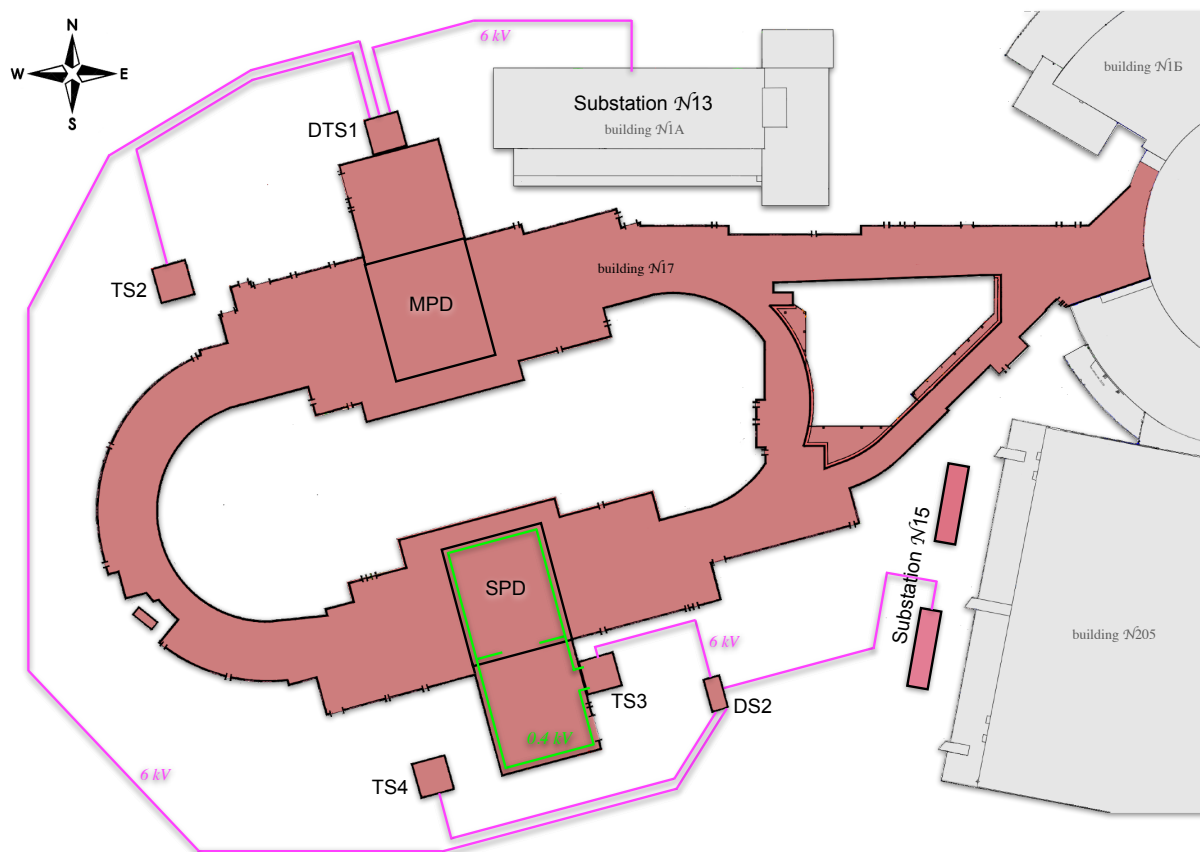 N
W E
S
6 kV
Substation №13
building №1А
building №1Б
DTS1
TS2
building №17
MPD
SPD
Substation №15
building №205
6 kV
TS3
DS2
0.4 kV
TS4
6 kV